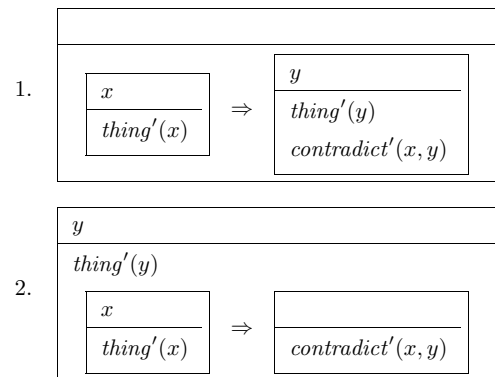 1.
x ⇒ y
thing′(x) thing′(y)
contradict′(x, y)
2.
y
thing′(y)
x ⇒
thing′(x) contradict′(x, y)